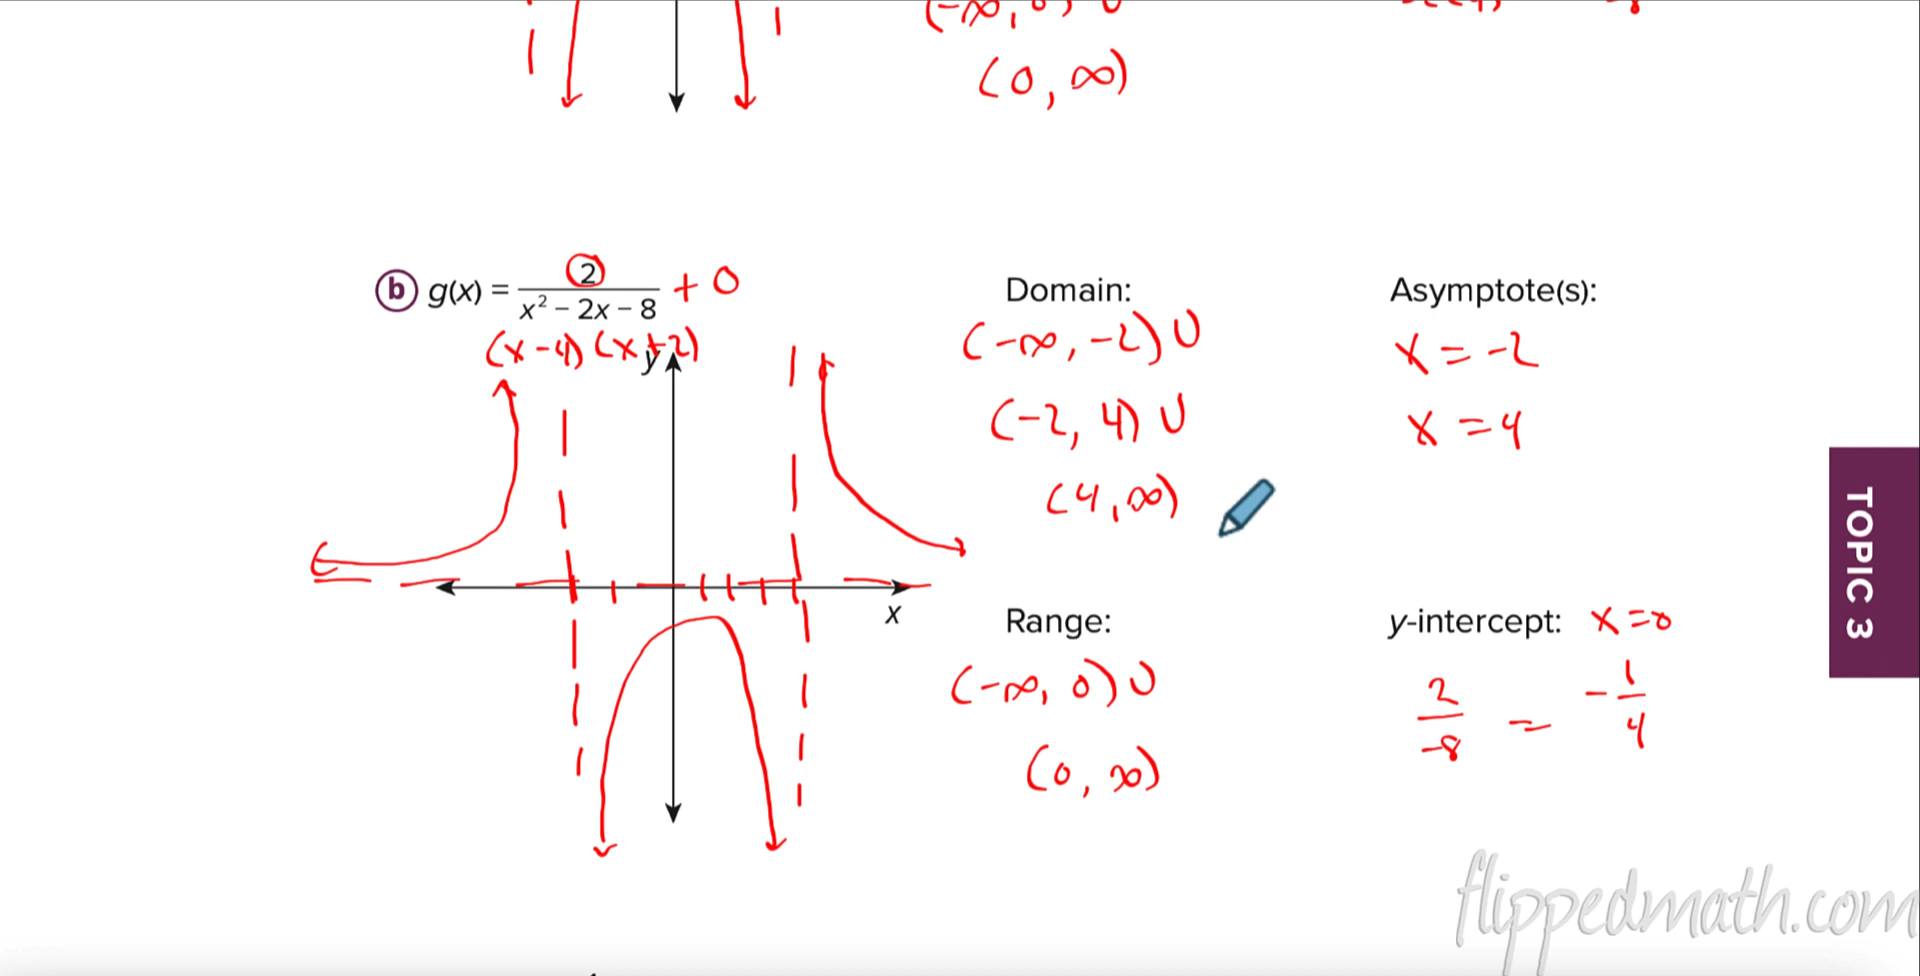 (-∞, 0) ∪
(0, ∞)
b g(x) = 2 / (x² – 2x – 8) + 0
(x-4)(x+2)
y
x
Domain:
(-∞, -2) ∪
(-2, 4) ∪
(4, ∞)
Asymptote(s):
x = -2
x = 4
Range:
(-∞, 0) ∪
(0, ∞)
y-intercept: x=0
2/-8 = -1/4
TOPIC 3
flippedmath.com